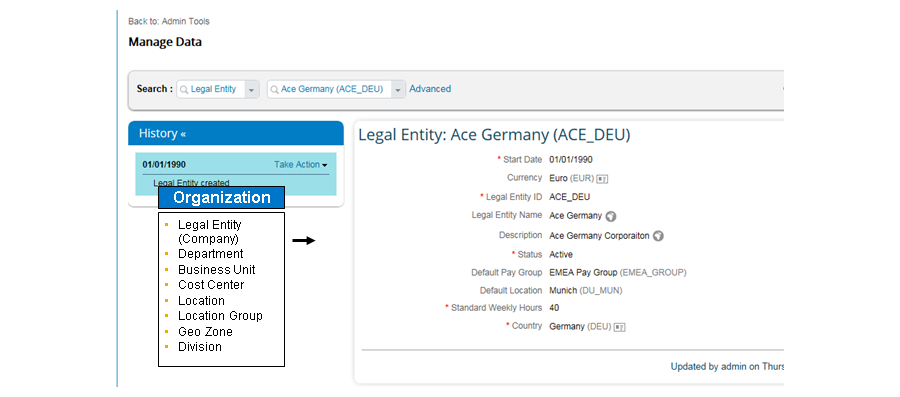 Back to: Admin Tools
Manage Data
Search : Legal Entity Ace Germany (ACE_DEU) Advanced
History «
01/01/1990 Take Action
Legal Entity created
Organization
Legal Entity
(Company)
Department
Business Unit
Cost Center
Location
Location Group
Geo Zone
Division
Legal Entity: Ace Germany (ACE_DEU)
* Start Date 01/01/1990
Currency Euro (EUR)
* Legal Entity ID ACE_DEU
Legal Entity Name Ace Germany
Description Ace Germany Corporaiton
* Status Active
Default Pay Group EMEA Pay Group (EMEA_GROUP)
Default Location Munich (DU_MUN)
* Standard Weekly Hours 40
* Country Germany (DEU)
Updated by admin on Thurs